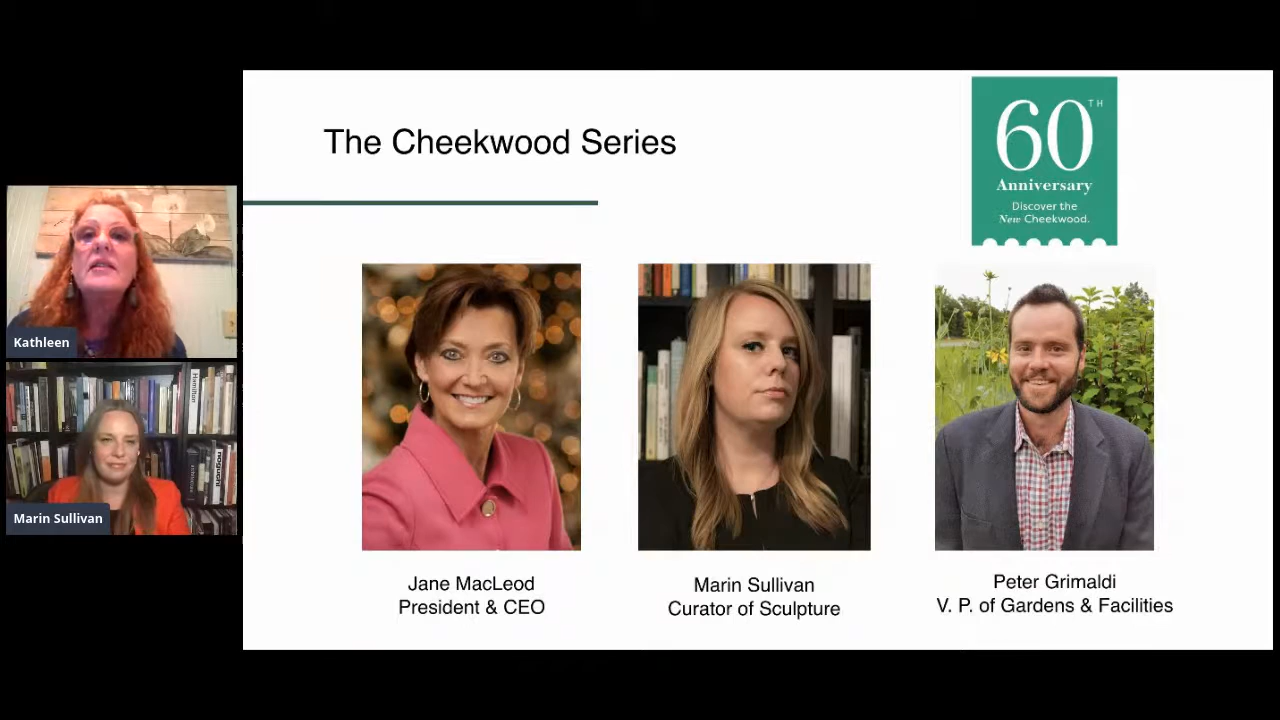 The Cheekwood Series
60TH
Anniversary
Discover the
New Cheekwood.
Kathleen
Hamilton
Marin Sullivan
Jane MacLeod
President & CEO
Marin Sullivan
Curator of Sculpture
Peter Grimaldi
V. P. of Gardens & Facilities